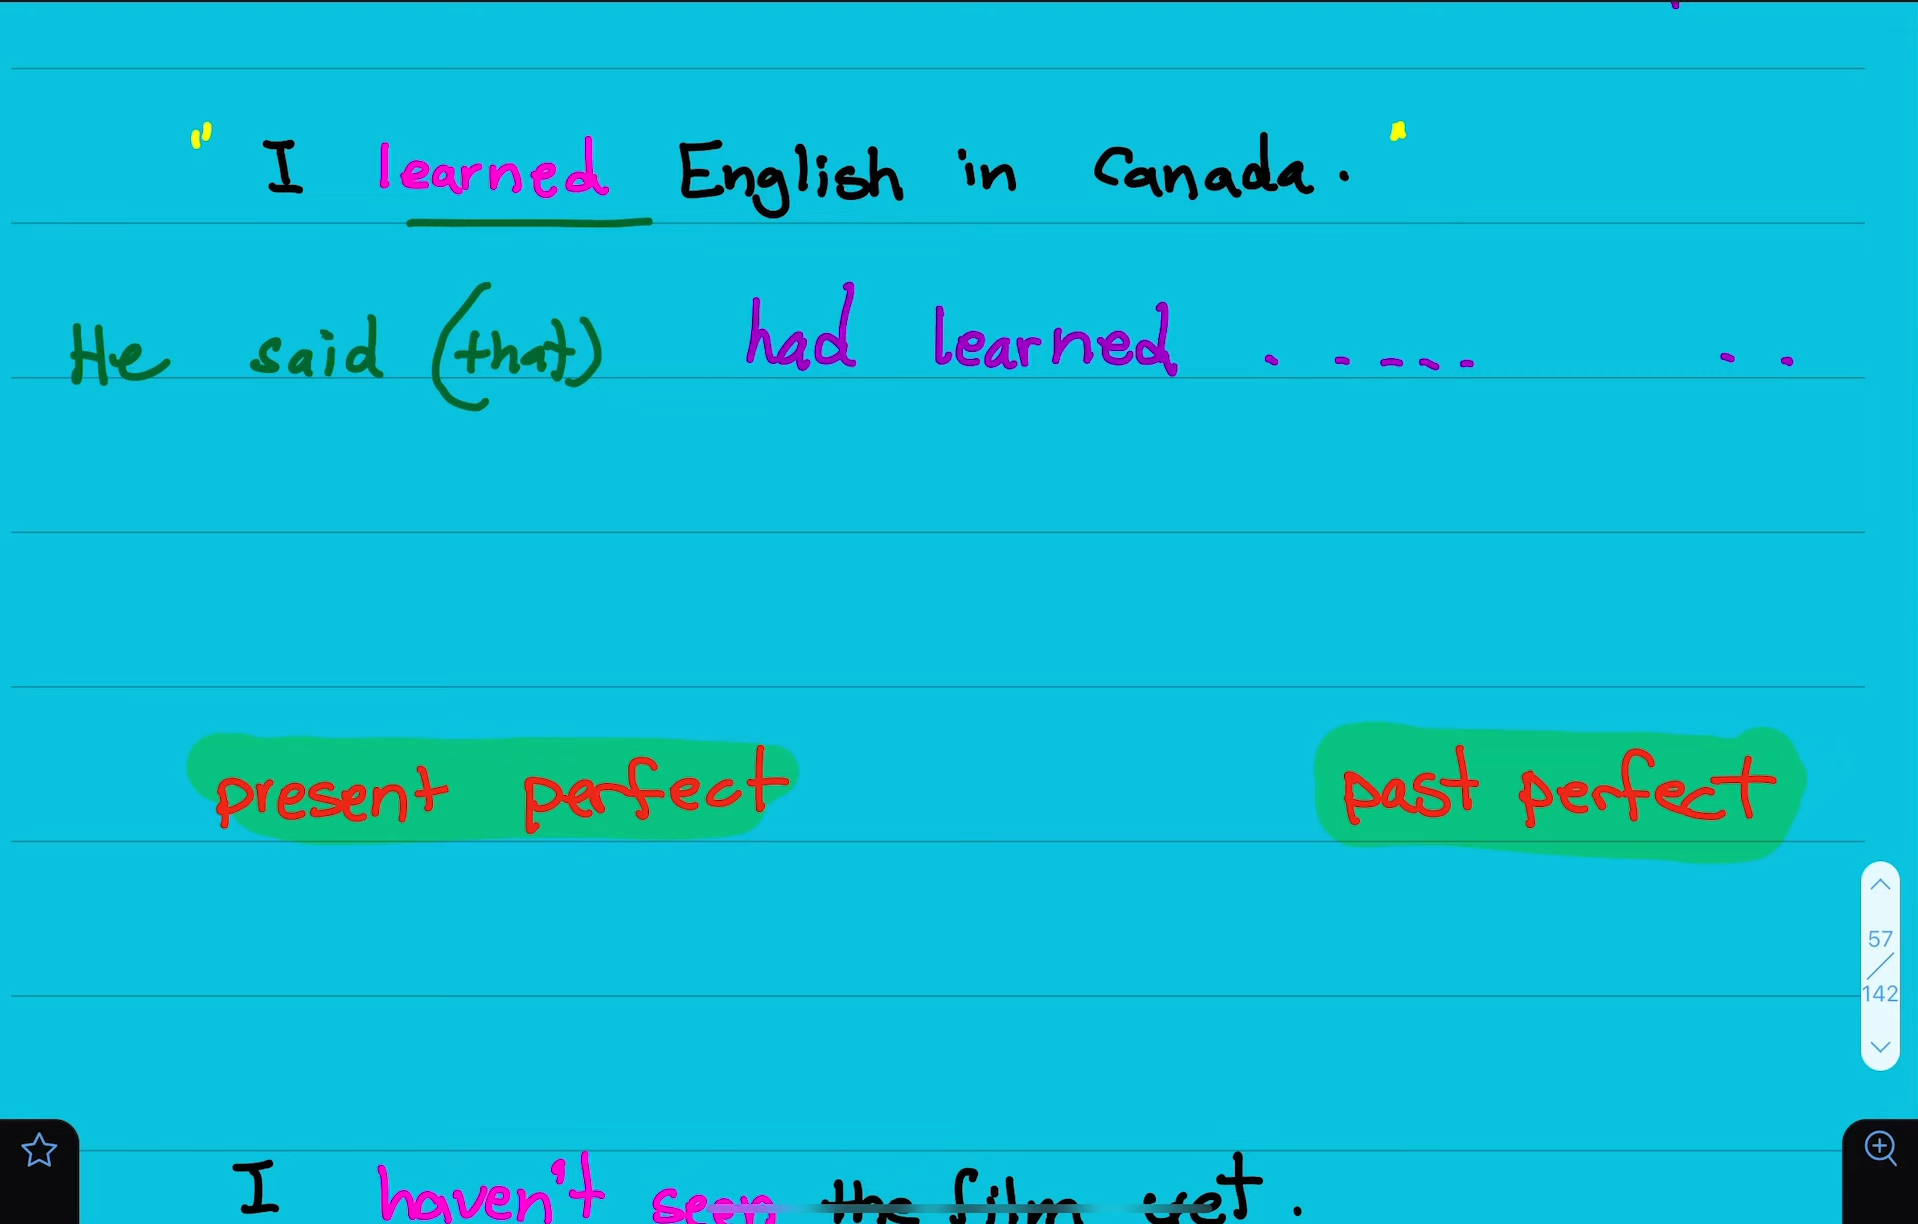 " I learned English in Canada. "
He said (that) had learned . - -- - - . .
present perfect past perfect
57
/
142
I haven't seen the film yet.